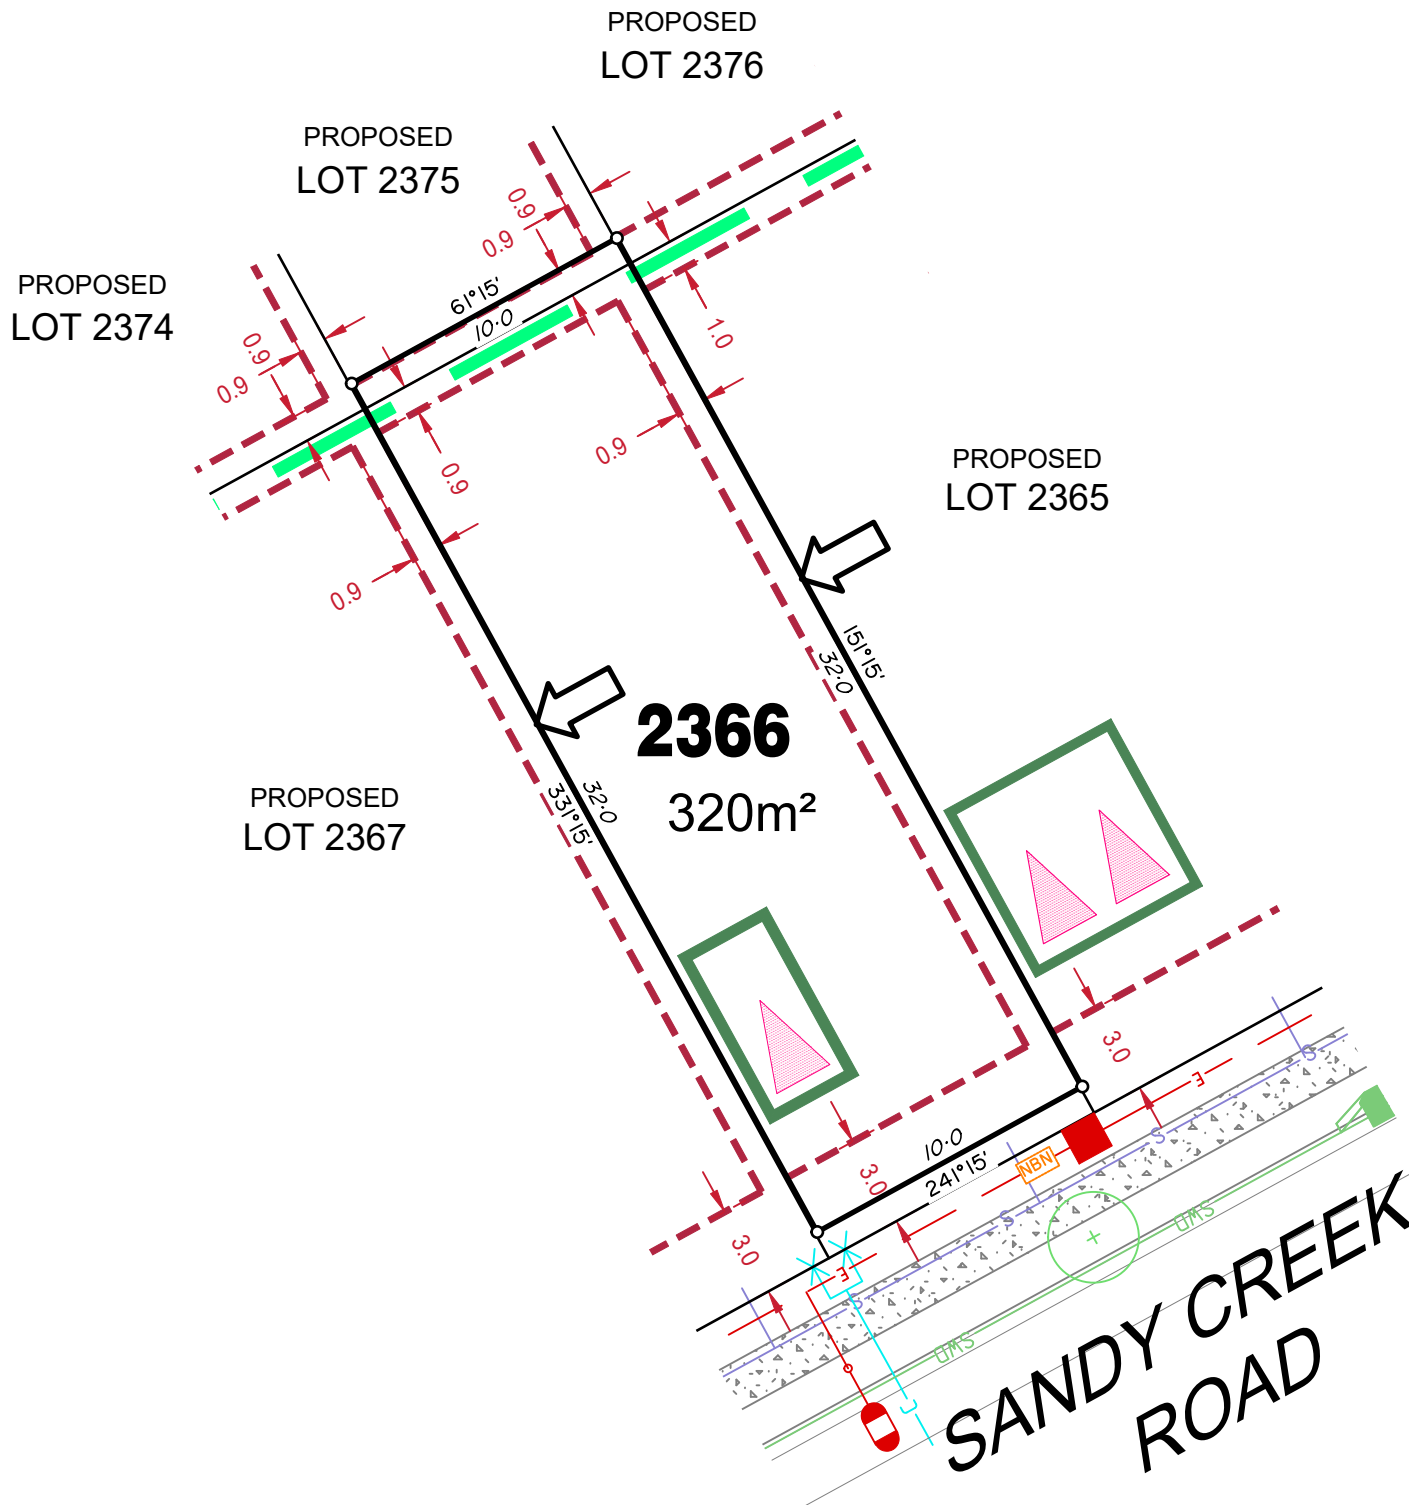 PROPOSED
LOT 2376
PROPOSED
LOT 2375
PROPOSED
LOT 2374
0.9
0.9
61°15'
10·0
0.9
0.9
1.0
0.9
0.9
0.9
PROPOSED
LOT 2365
151°15'
32·0
2366
320m²
32·0
331°15'
PROPOSED
LOT 2367
3.0
3.0
3.0
10·0
241°15'
NBN
E
E
S
S
S
S
SWD
SWD
SANDY CREEK
ROAD